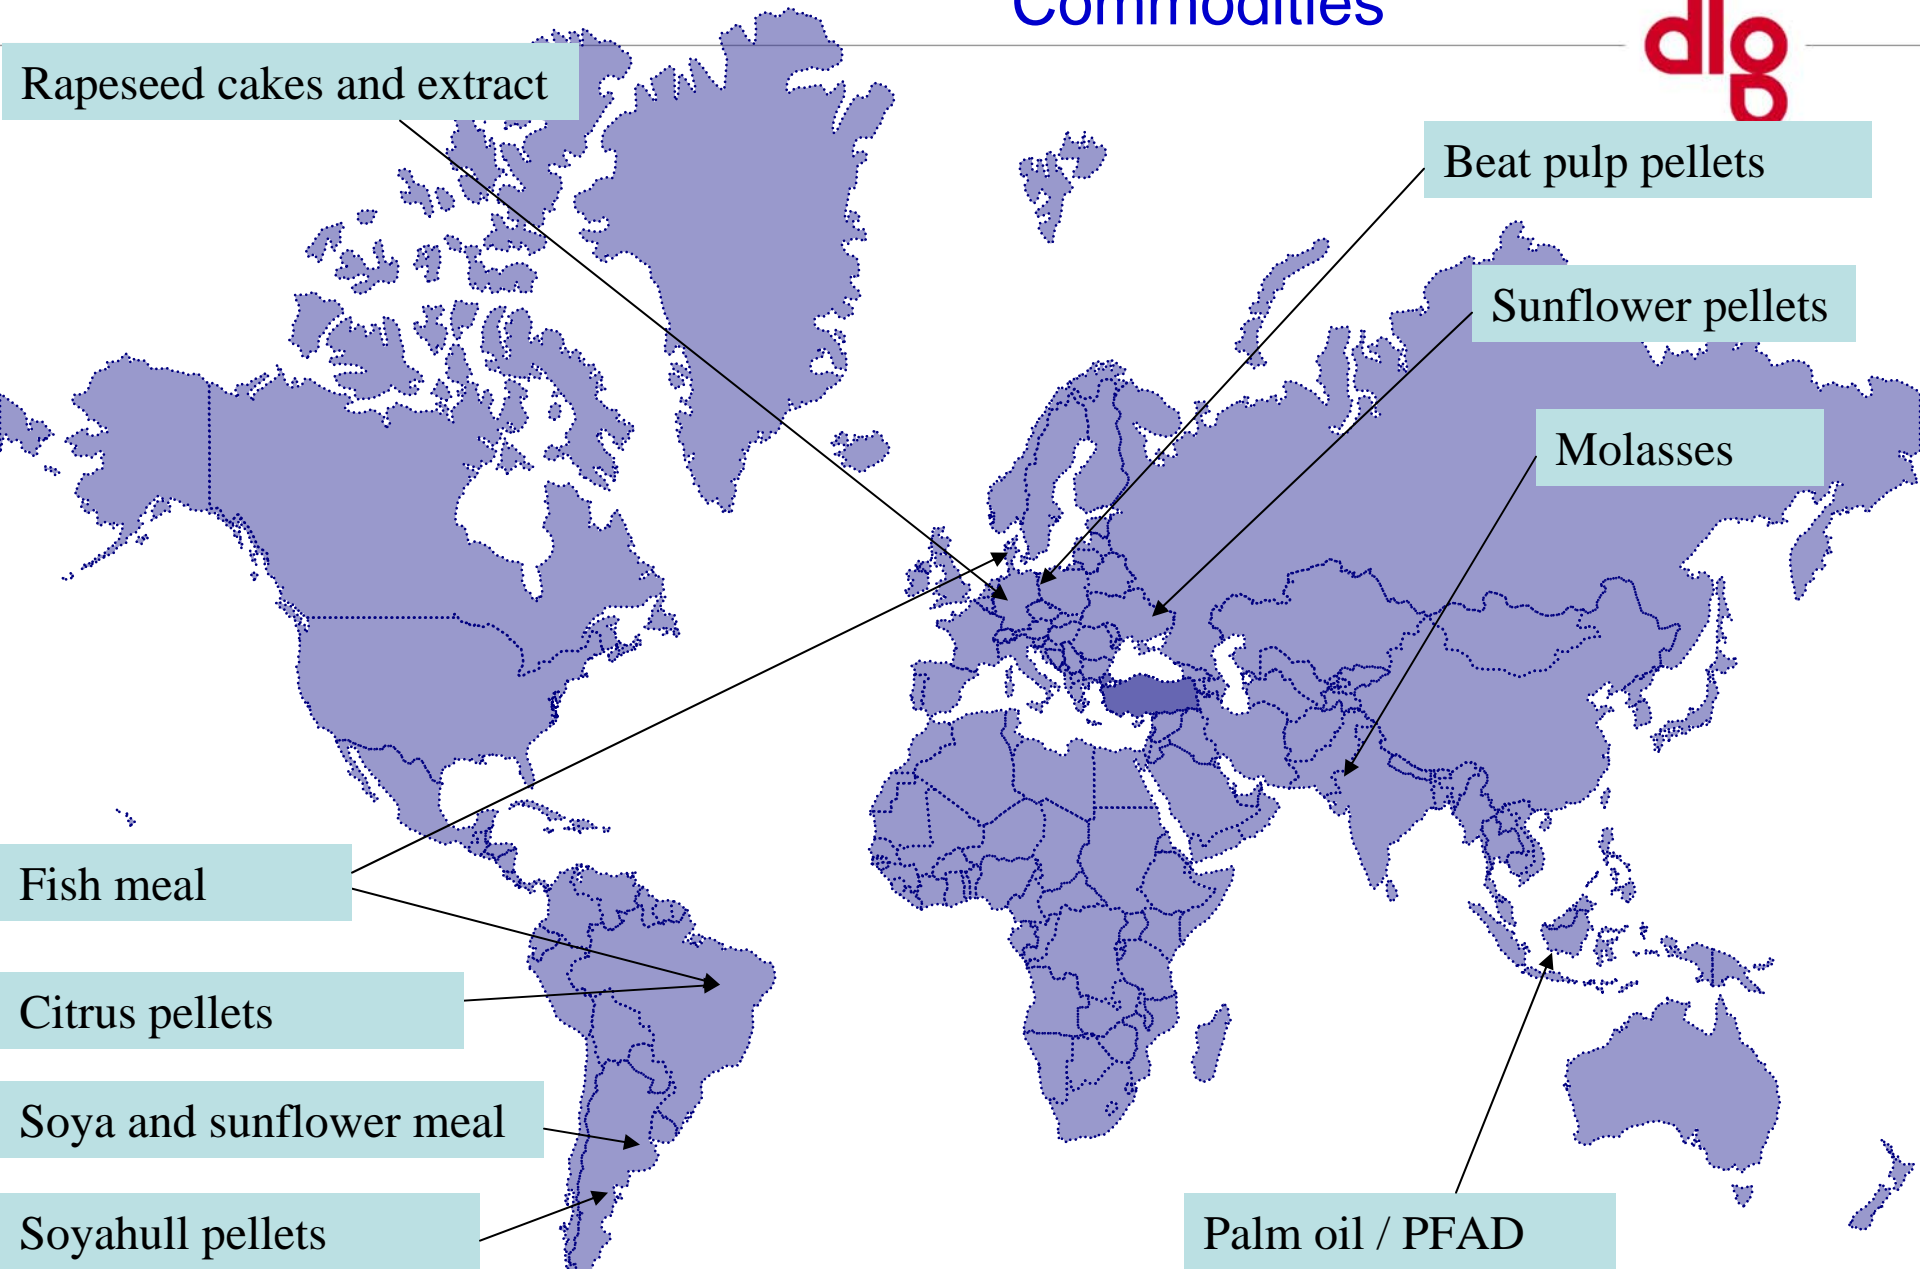 Commodities
dlg
Rapeseed cakes and extract
Beat pulp pellets
Sunflower pellets
Molasses
Fish meal
Citrus pellets
Soya and sunflower meal
Soyahull pellets
Palm oil / PFAD